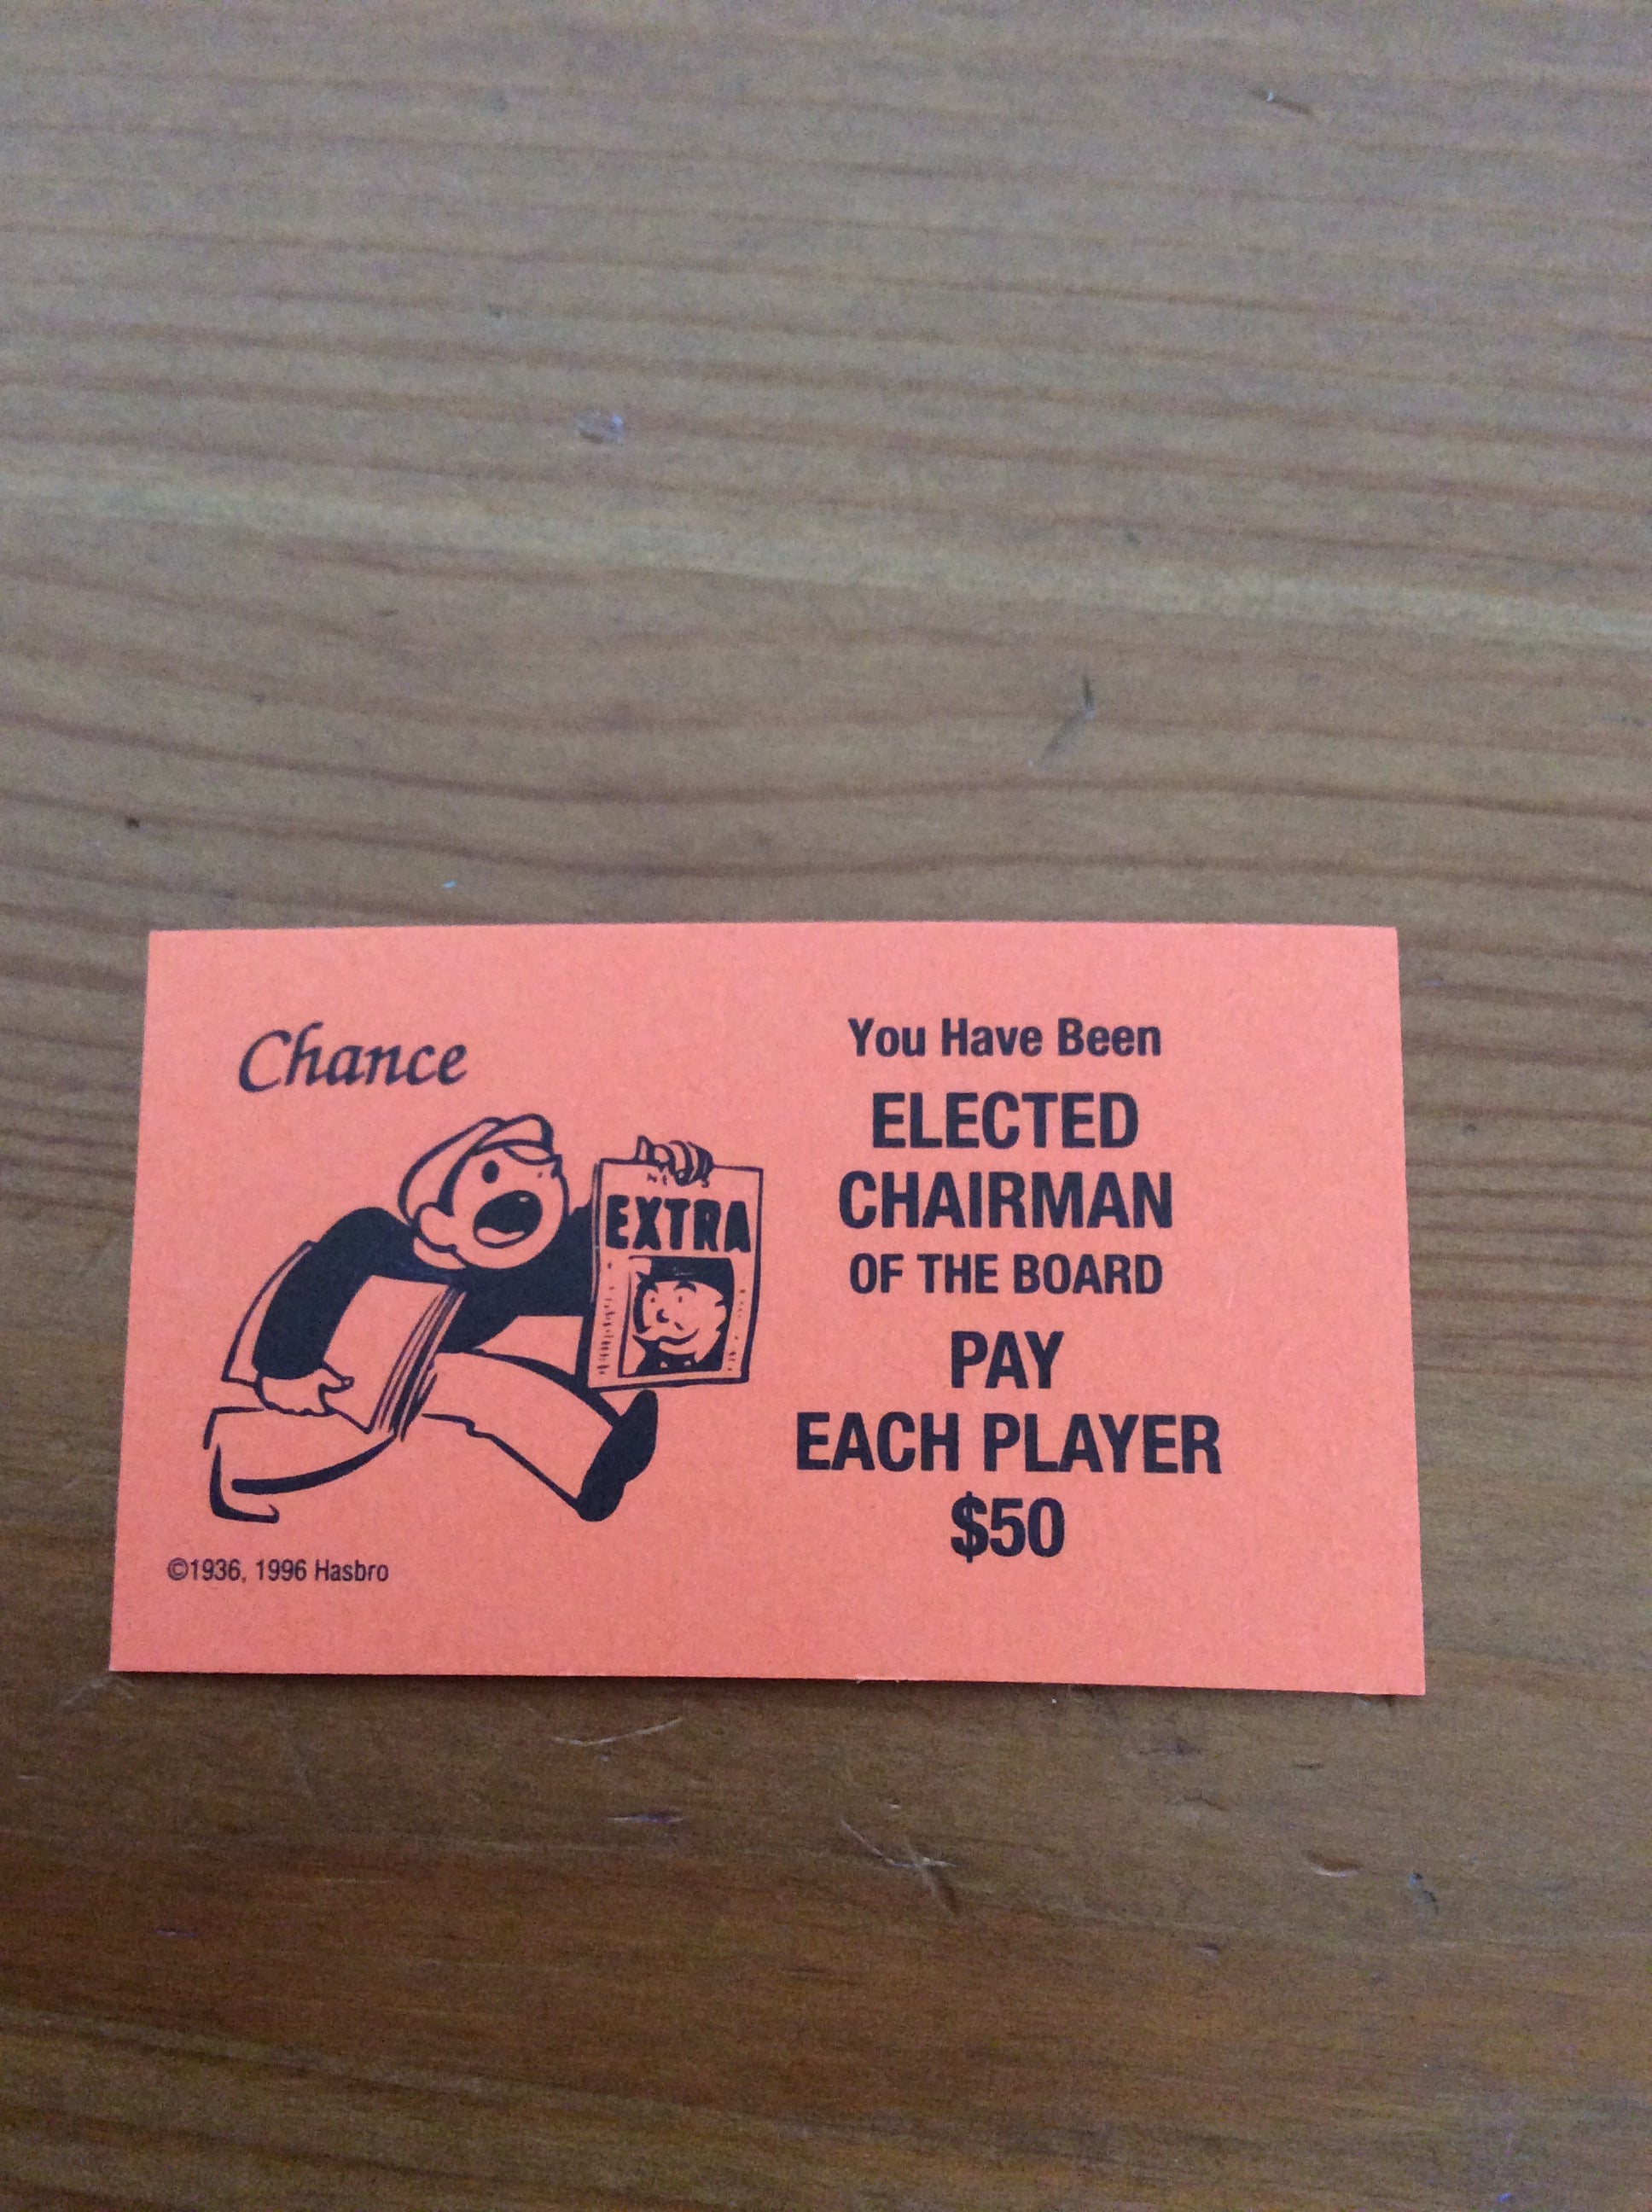 Chance
EXTRA
©1936, 1996 Hasbro
You Have Been
ELECTED
CHAIRMAN
OF THE BOARD
PAY
EACH PLAYER
$50